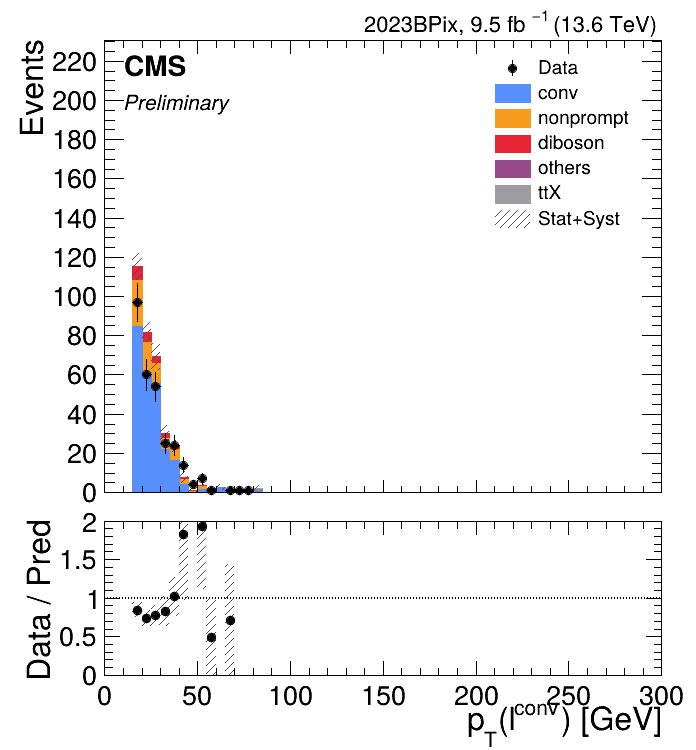 2023BPix, 9.5 fb⁻¹ (13.6 TeV)
Events
CMS
Preliminary
Data
conv
nonprompt
diboson
others
ttX
Stat+Syst
220
200
180
160
140
120
100
80
60
40
20
0
Data / Pred
2
1.5
1
0.5
0
0 50 100 150 200 250 300
p_T(l^conv) [GeV]